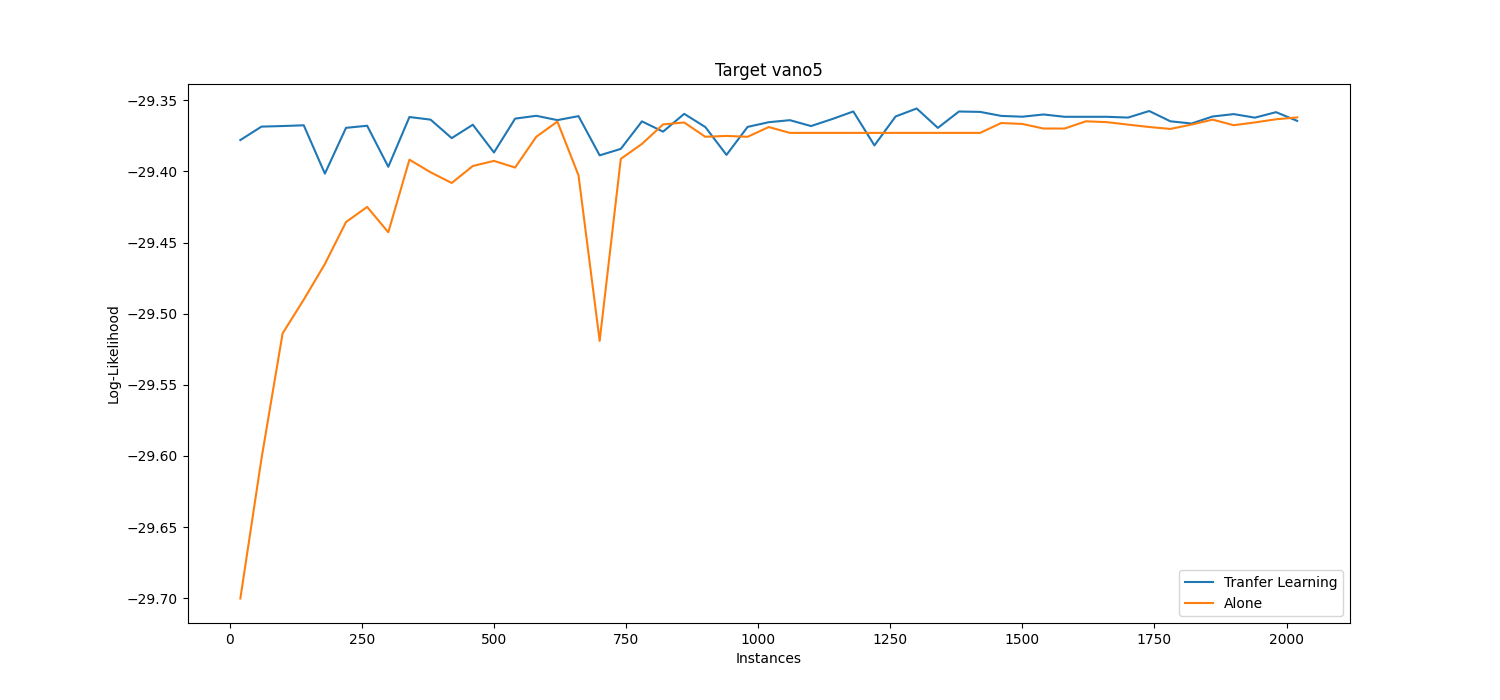 Target vano5
Log-Likelihood
−29.35
−29.40
−29.45
−29.50
−29.55
−29.60
−29.65
−29.70
0 250 500 750 1000 1250 1500 1750 2000
Instances
Tranfer Learning
Alone